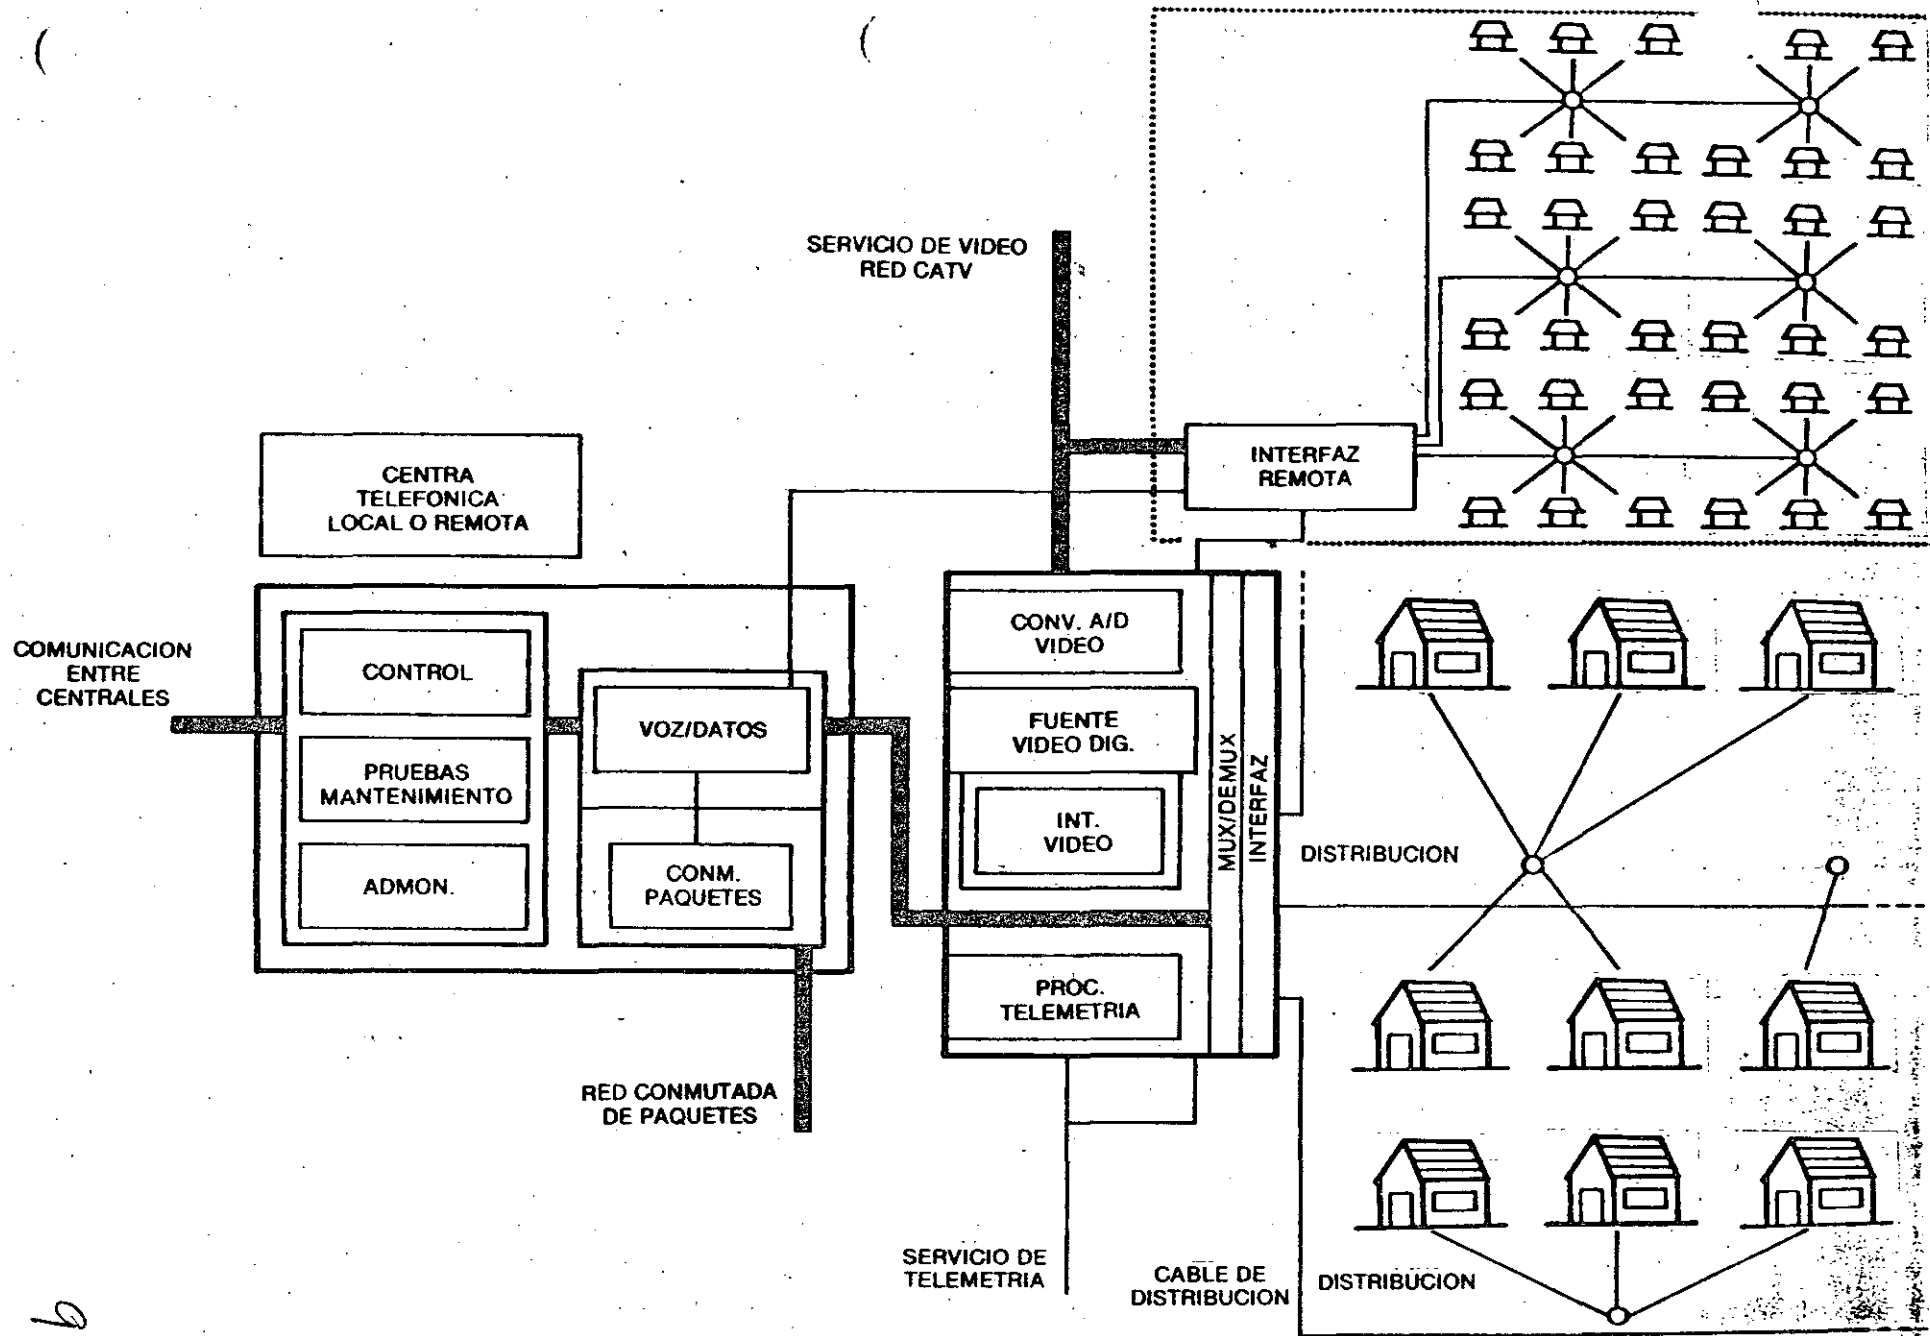 SERVICIO DE VIDEO
RED CATV
INTERFAZ
REMOTA
CENTRA
TELEFONICA
LOCAL O REMOTA
COMUNICACION
ENTRE
CENTRALES
CONTROL
PRUEBAS
MANTENIMIENTO
ADMON.
VOZ/DATOS
CONM.
PAQUETES
RED CONMUTADA
DE PAQUETES
CONV. A/D
VIDEO
FUENTE
VIDEO DIG.
INT.
VIDEO
PROC.
TELEMETRIA
MUX/DEMUX
INTERFAZ
DISTRIBUCION
SERVICIO DE
TELEMETRIA
CABLE DE
DISTRIBUCION
DISTRIBUCION